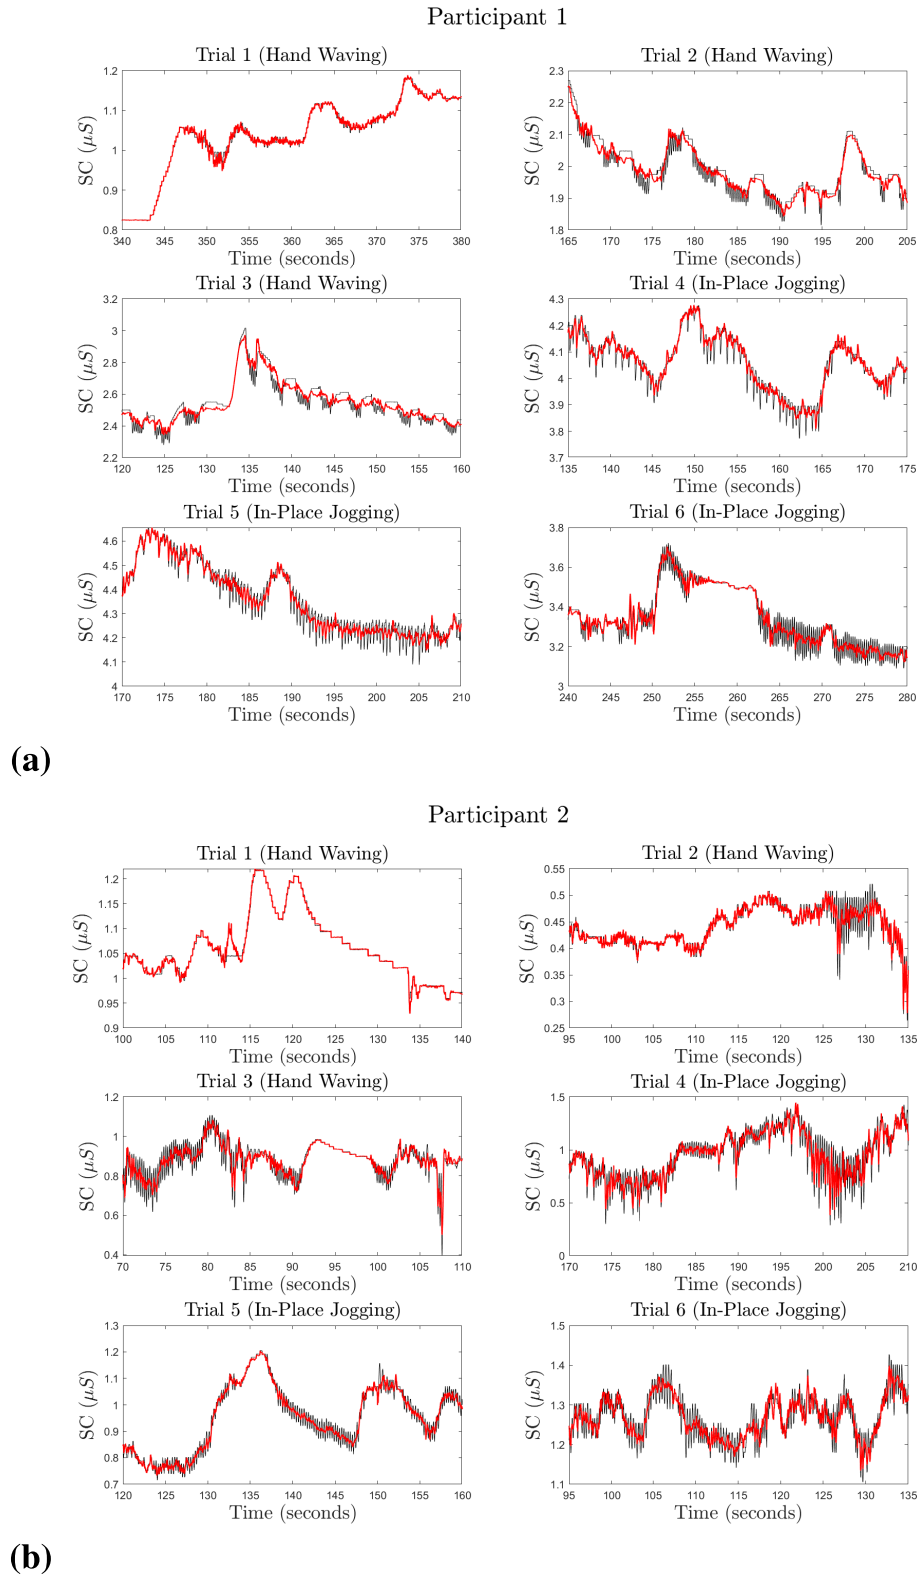 Participant 1
Trial 1 (Hand Waving)
1.2
1
0.8
0.8
SC (μS)
340 345 350 355 360 365 370 375 380
Time (seconds)
Trial 2 (Hand Waving)
2.3
2.2
2.1
2
1.9
1.8
SC (μS)
165 170 175 180 185 190 195 200 205
Time (seconds)
Trial 3 (Hand Waving)
3.2
3
2.8
2.6
2.4
2.2
SC (μS)
120 125 130 135 140 145 150 155 160
Time (seconds)
Trial 4 (In-Place Jogging)
4.3
4.2
4.1
4
3.9
3.8
3.7
SC (μS)
135 140 145 150 155 160 165 170 175
Time (seconds)
Trial 5 (In-Place Jogging)
4.6
4.5
4.4
4.3
4.2
4.1
4
SC (μS)
170 175 180 185 190 195 200 205 210
Time (seconds)
Trial 6 (In-Place Jogging)
3.8
3.6
3.4
3.2
3
SC (μS)
240 245 250 255 260 265 270 275 280
Time (seconds)
(a)
Participant 2
Trial 1 (Hand Waving)
1.2
1.15
1.1
1.05
1
0.95
0.9
SC (μS)
100 105 110 115 120 125 130 135 140
Time (seconds)
Trial 2 (Hand Waving)
0.55
0.5
0.45
0.4
0.35
0.3
0.25
SC (μS)
95 100 105 110 115 120 125 130 135
Time (seconds)
Trial 3 (Hand Waving)
1.2
1
0.8
0.6
0.4
SC (μS)
70 75 80 85 90 95 100 105 110
Time (seconds)
Trial 4 (In-Place Jogging)
1.5
1
0.5
0
SC (μS)
170 175 180 185 190 195 200 205 210
Time (seconds)
Trial 5 (In-Place Jogging)
1.3
1.2
1.1
1
0.9
0.8
0.7
SC (μS)
120 125 130 135 140 145 150 155 160
Time (seconds)
Trial 6 (In-Place Jogging)
1.5
1.4
1.3
1.2
1.1
SC (μS)
95 100 105 110 115 120 125 130 135
Time (seconds)
(b)